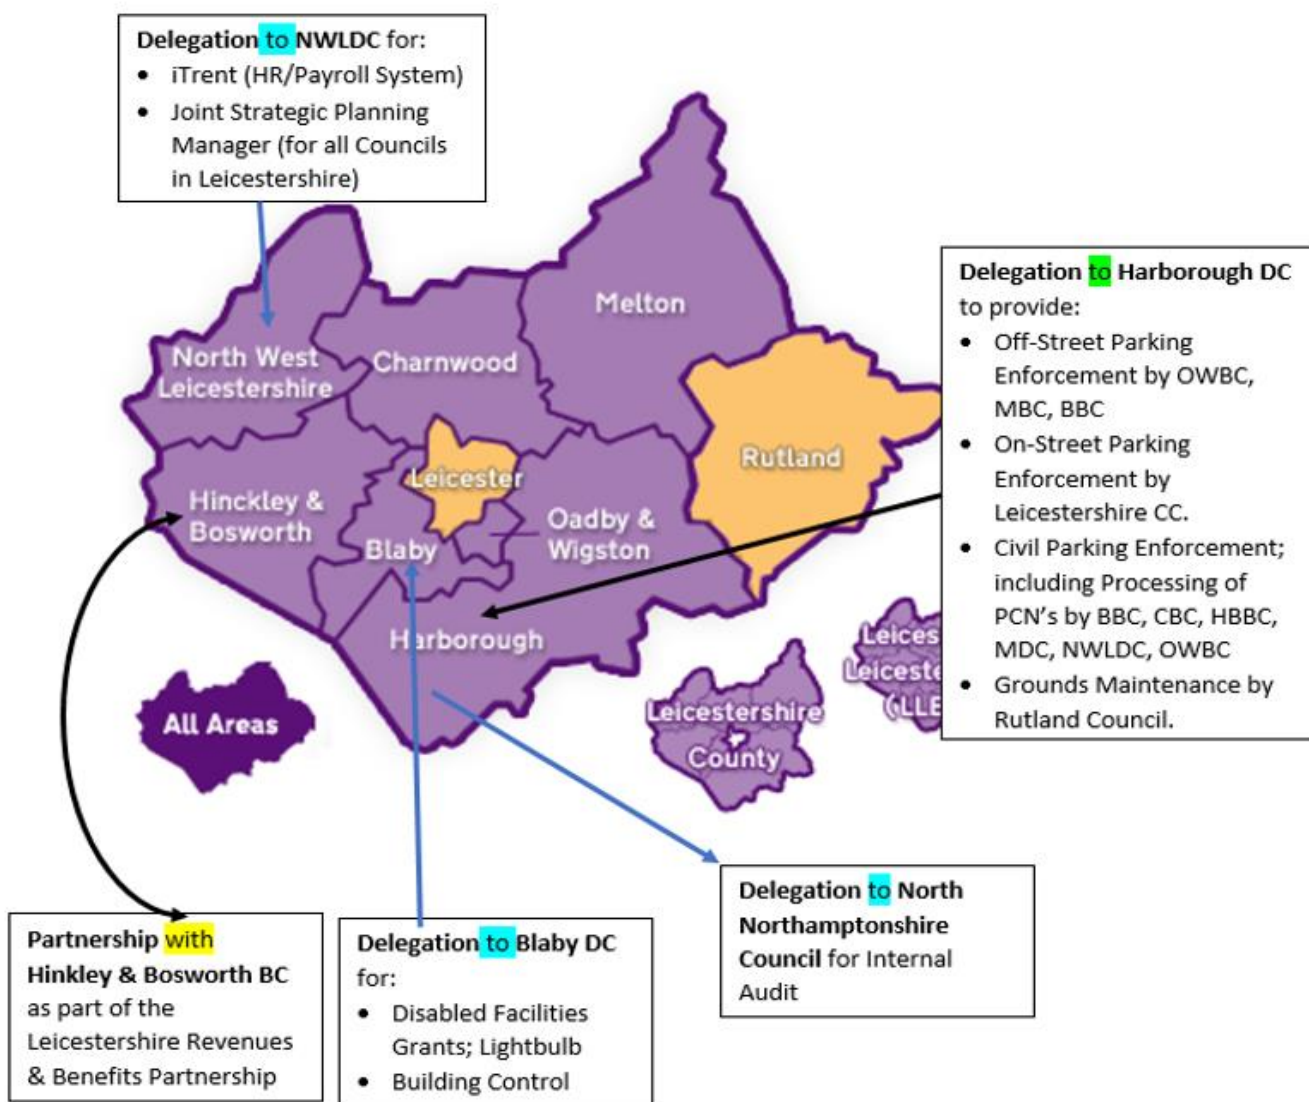 Delegation to NWLDC for:
• iTrent (HR/Payroll System)
• Joint Strategic Planning
Manager (for all Councils
in Leicestershire)
Melton
North West
Leicestershire
Charnwood
Leicester
Rutland
Hinckley &
Bosworth
Blaby
Oadby &
Wigston
Harborough
All Areas
Leicestershire
County
Delegation to Harborough DC
to provide:
• Off-Street Parking
Enforcement by OWBC,
MBC, BBC
• On-Street Parking
Enforcement by
Leicestershire CC.
• Civil Parking Enforcement;
including Processing of
PCN's by BBC, CBC, HBBC,
MDC, NWLDC, OWBC
• Grounds Maintenance by
Rutland Council.
Partnership with
Hinkley & Bosworth BC
as part of the
Leicestershire Revenues
& Benefits Partnership
Delegation to Blaby DC
for:
• Disabled Facilities
Grants; Lightbulb
• Building Control
Delegation to North
Northamptonshire
Council for Internal
Audit